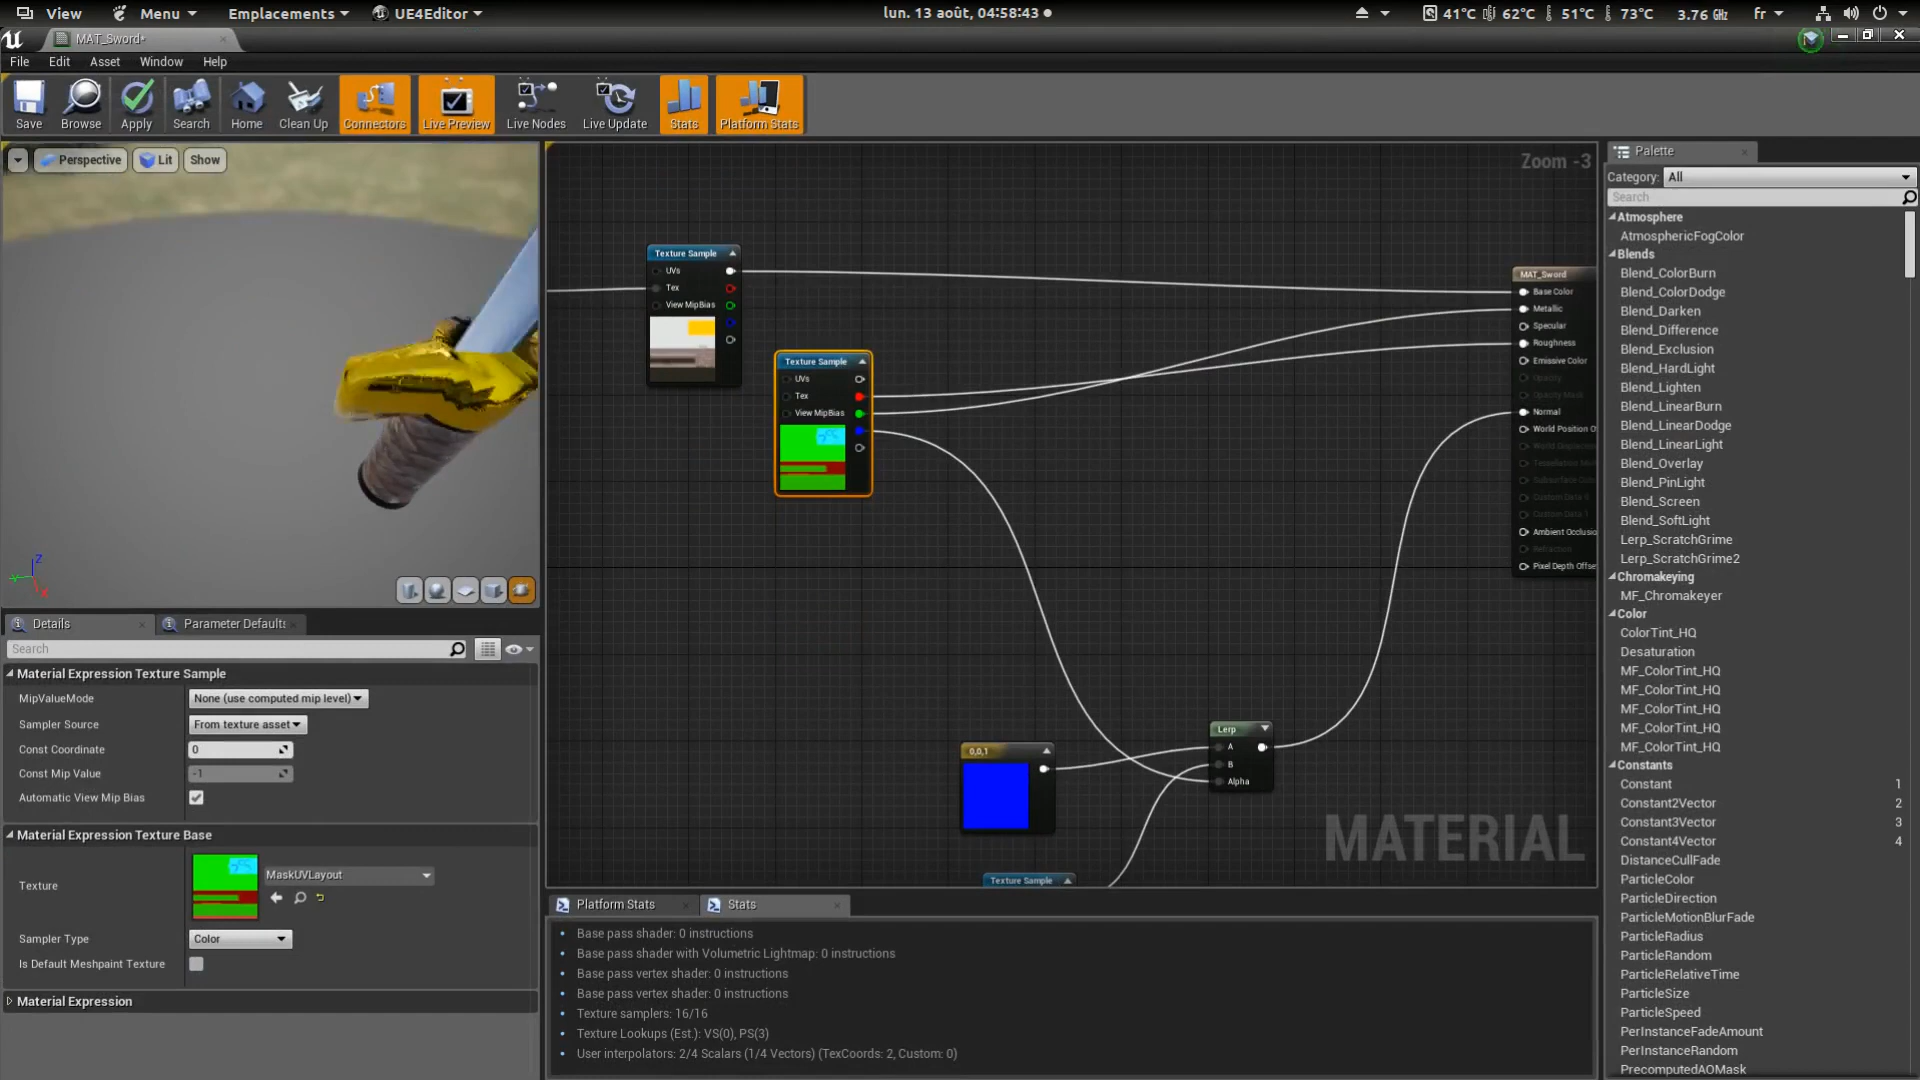 View Menu Emplacements UE4Editor lun. 13 août, 04:58:43 41°C 62°C 51°C 73°C 3.76 GHz fr
MAT_Sword*
File Edit Asset Window Help
Save Browse Apply Search Home Clean Up Connectors Live Preview Live Nodes Live Update Stats Platform Stats
Perspective Lit Show
Zoom -3
Texture Sample
UVs
Tex
View MipBias
Texture Sample
UVs
Tex
View MipBias
MAT_Sword
Base Color
Metallic
Specular
Roughness
Emissive Color
Opacity
Opacity Mask
Normal
World Position O
Ambient Occlusio
Refraction
Pixel Depth Offse
0,0,1
Lerp
A
B
Alpha
Texture Sample
MATERIAL
Details Parameter Defaults
Search
Material Expression Texture Sample
MipValueMode None (use computed mip level)
Sampler Source From texture asset
Const Coordinate 0
Const Mip Value -1
Automatic View Mip Bias
Material Expression Texture Base
Texture MaskUVLayout
Sampler Type Color
Is Default Meshpaint Texture
Material Expression
Platform Stats Stats
Base pass shader: 0 instructions
Base pass shader with Volumetric Lightmap: 0 instructions
Base pass vertex shader: 0 instructions
Base pass vertex shader: 0 instructions
Texture samplers: 16/16
Texture Lookups (Est.): VS(0), PS(3)
User interpolators: 2/4 Scalars (1/4 Vectors) (TexCoords: 2, Custom: 0)
Palette
Category: All
Search
Atmosphere
AtmosphericFogColor
Blends
Blend_ColorBurn
Blend_ColorDodge
Blend_Darken
Blend_Difference
Blend_Exclusion
Blend_HardLight
Blend_Lighten
Blend_LinearBurn
Blend_LinearDodge
Blend_LinearLight
Blend_Overlay
Blend_PinLight
Blend_Screen
Blend_SoftLight
Lerp_ScratchGrime
Lerp_ScratchGrime2
Chromakeying
MF_Chromakeyer
Color
ColorTint_HQ
Desaturation
MF_ColorTint_HQ
MF_ColorTint_HQ
MF_ColorTint_HQ
MF_ColorTint_HQ
MF_ColorTint_HQ
Constants
Constant 1
Constant2Vector 2
Constant3Vector 3
Constant4Vector 4
DistanceCullFade
ParticleColor
ParticleDirection
ParticleMotionBlurFade
ParticleRadius
ParticleRandom
ParticleRelativeTime
ParticleSize
ParticleSpeed
PerInstanceFadeAmount
PerInstanceRandom
PrecomputedAOMask